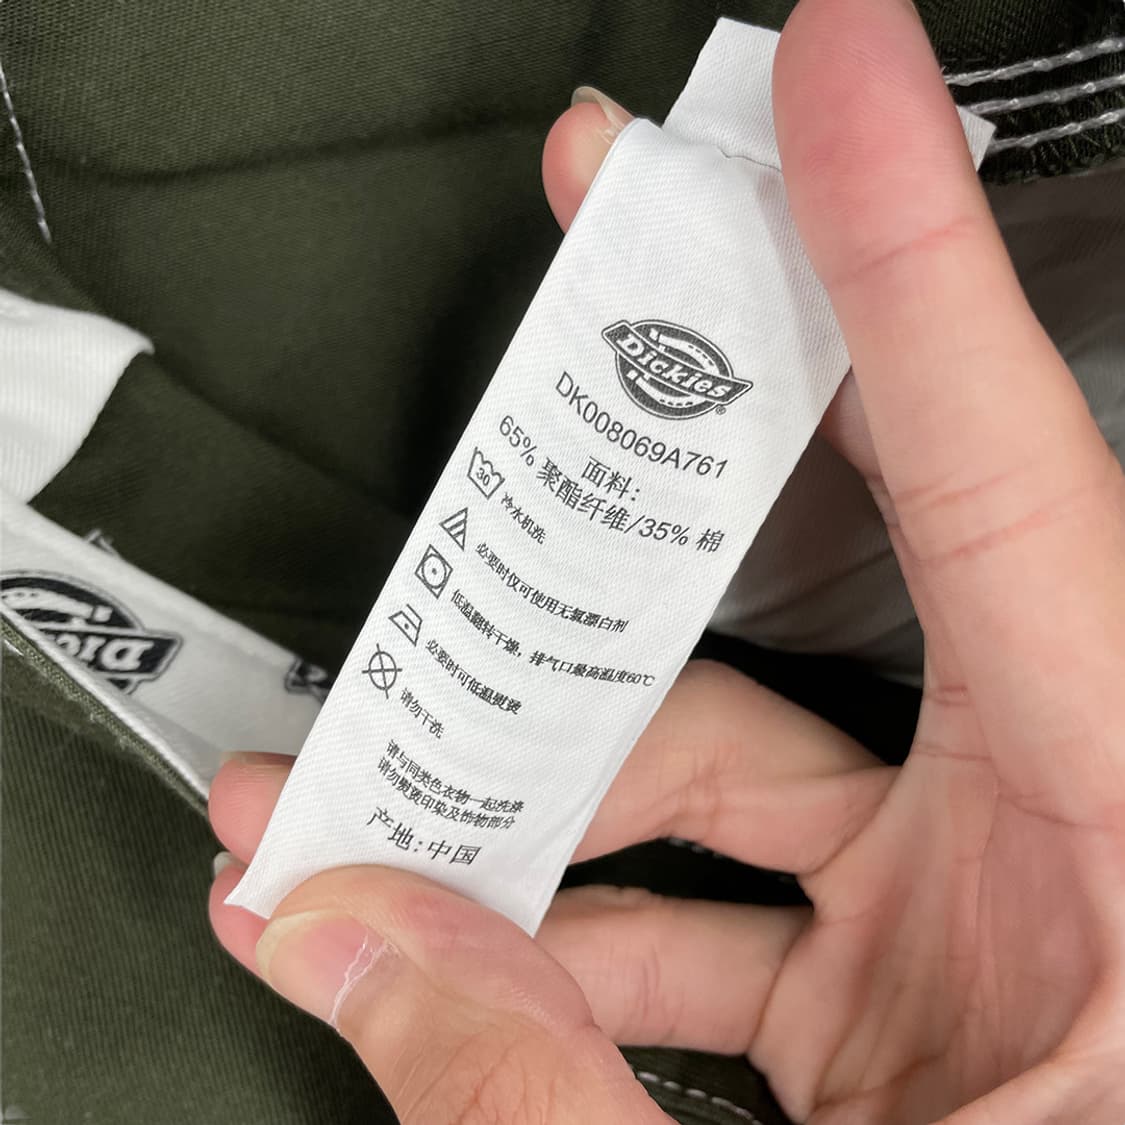 Dickies®
DK008069A761
面料:
65% 聚酯纤维/35% 棉
30 冷水机洗
必要时仅可使用无氯漂白剂
低温翻转干燥，排气口最高温度60℃
必要时可低温熨烫
请勿干洗
请与同类色衣物一起洗涤
请勿熨烫印染及饰物部分
产地:中国